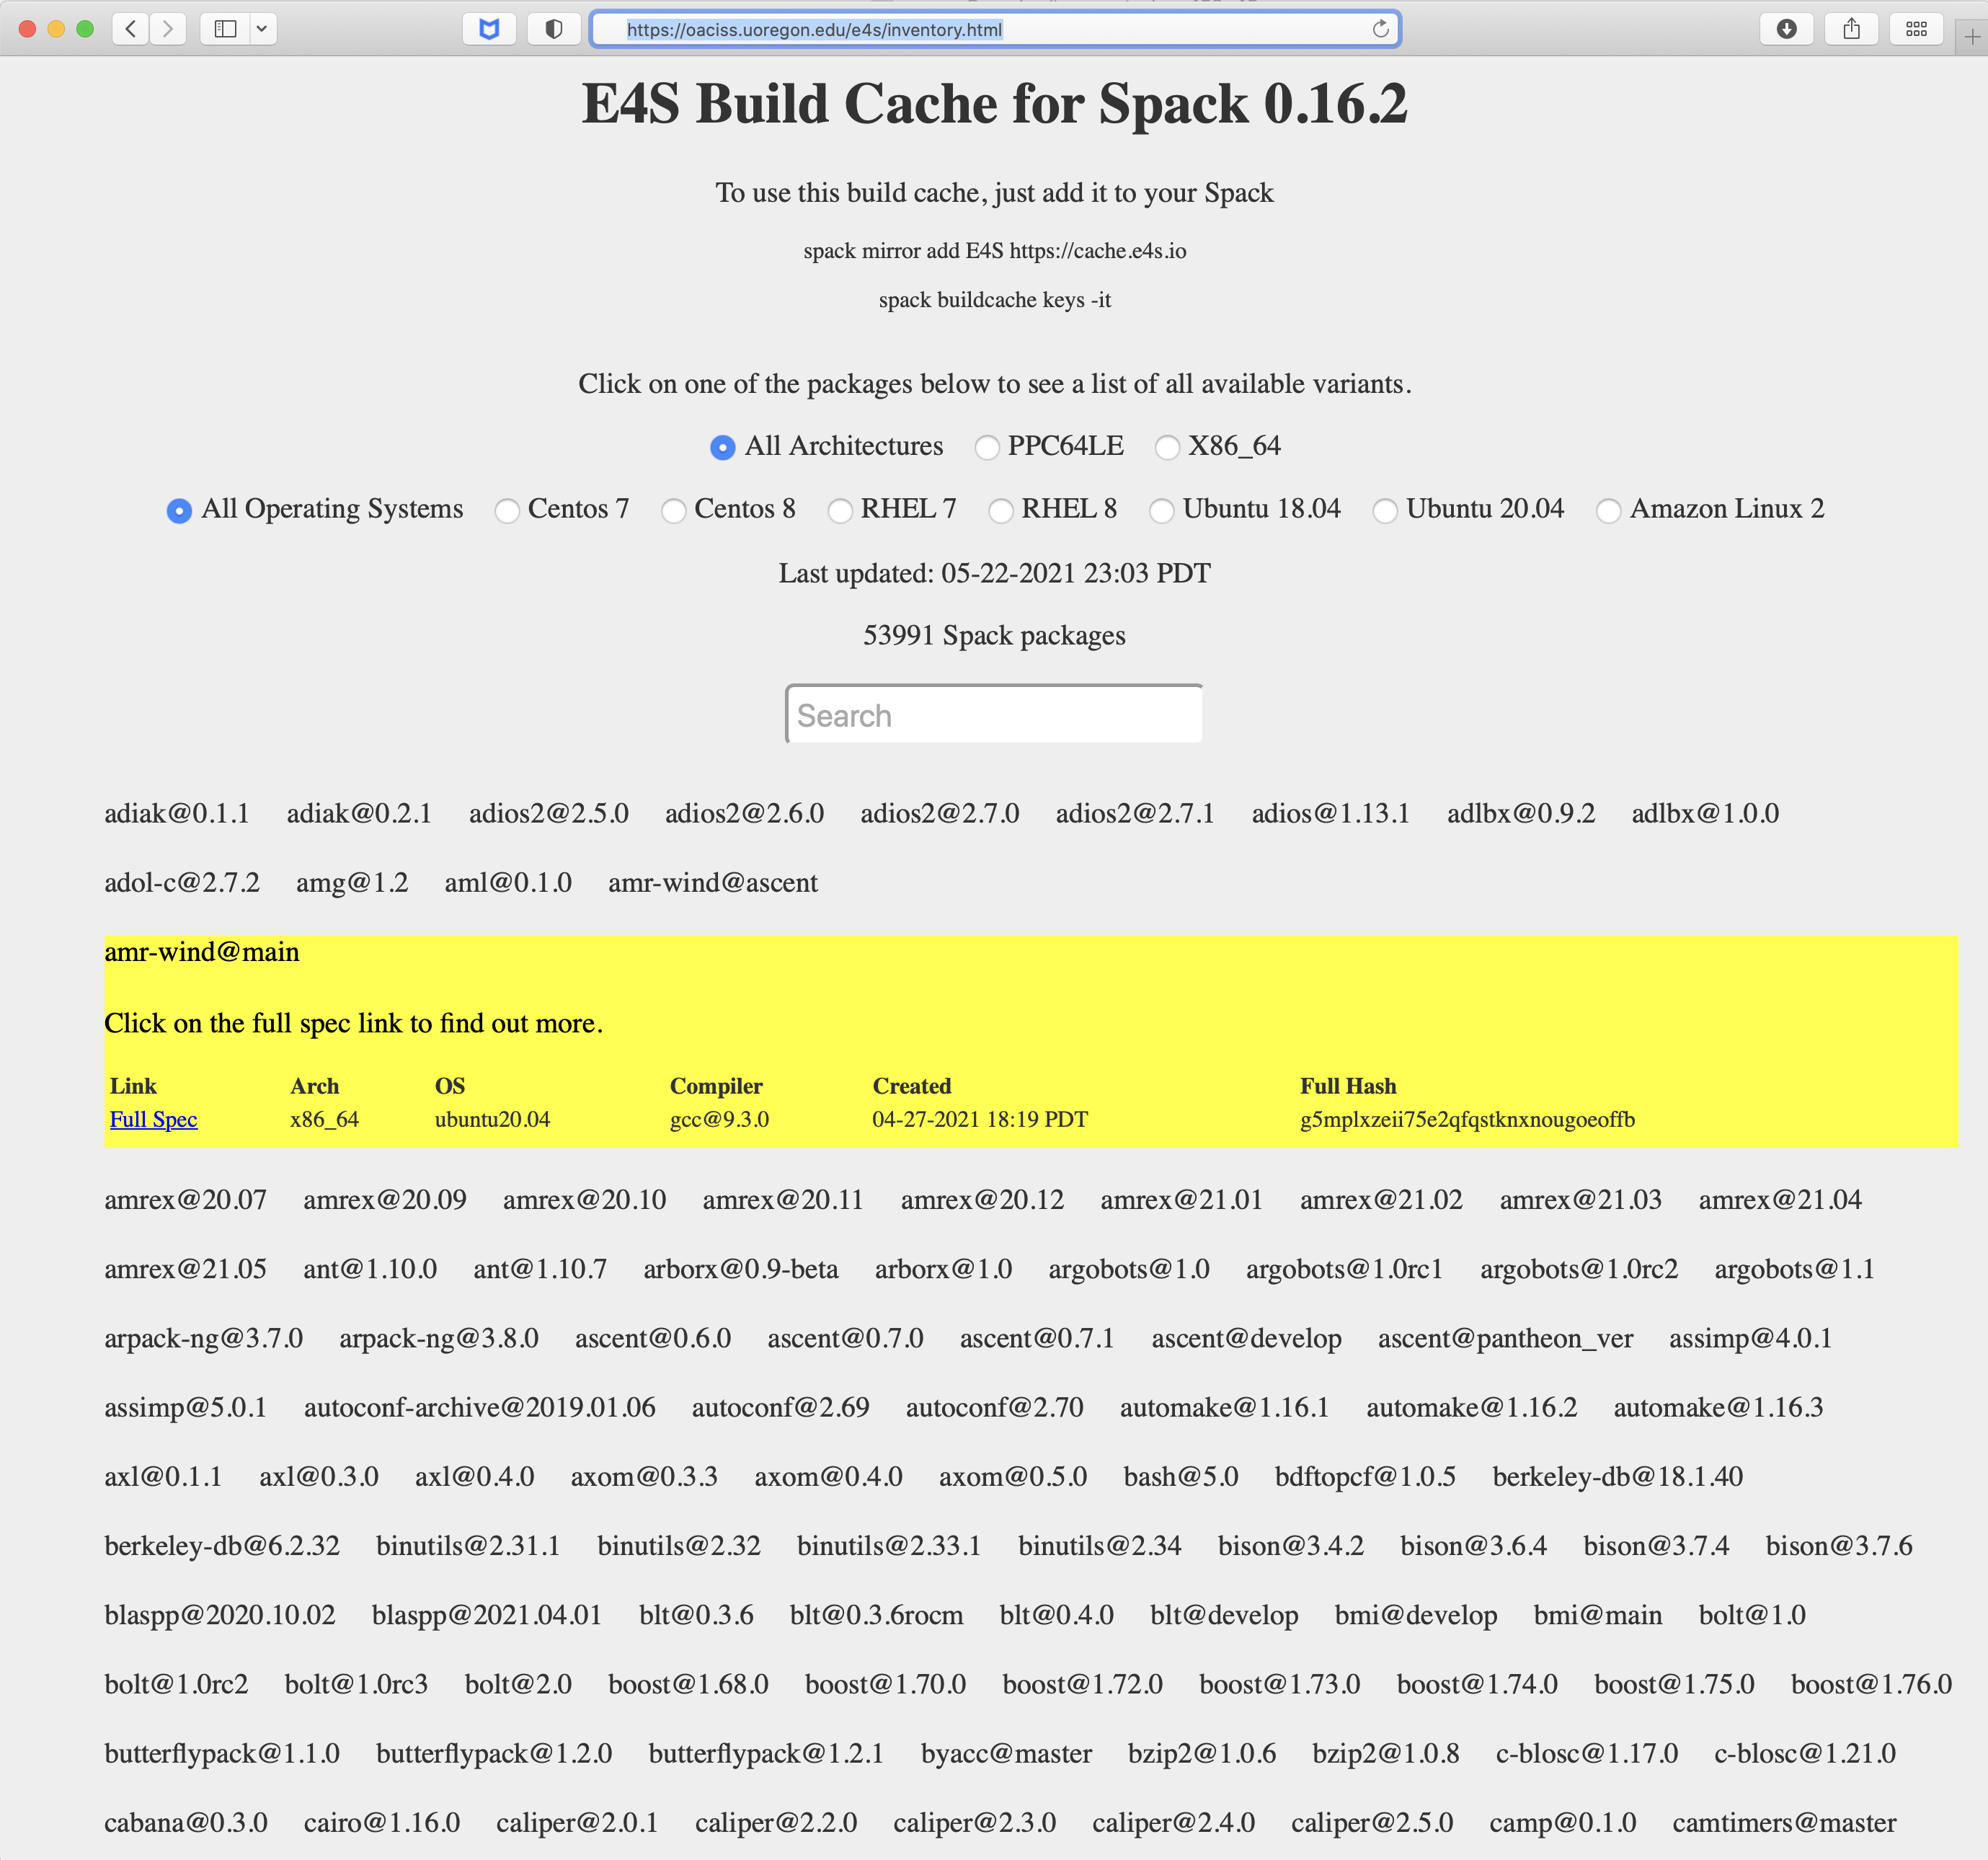 https://oaciss.uoregon.edu/e4s/inventory.html
E4S Build Cache for Spack 0.16.2
To use this build cache, just add it to your Spack
spack mirror add E4S https://cache.e4s.io
spack buildcache keys -it
Click on one of the packages below to see a list of all available variants.
All Architectures PPC64LE X86_64
All Operating Systems Centos 7 Centos 8 RHEL 7 RHEL 8 Ubuntu 18.04 Ubuntu 20.04 Amazon Linux 2
Last updated: 05-22-2021 23:03 PDT
53991 Spack packages
Search
adiak@0.1.1 adiak@0.2.1 adios2@2.5.0 adios2@2.6.0 adios2@2.7.0 adios2@2.7.1 adios@1.13.1 adlbx@0.9.2 adlbx@1.0.0
adol-c@2.7.2 amg@1.2 aml@0.1.0 amr-wind@ascent
amr-wind@main
Click on the full spec link to find out more.
Link Arch OS Compiler Created Full Hash
Full Spec x86_64 ubuntu20.04 gcc@9.3.0 04-27-2021 18:19 PDT g5mplxzeii75e2qfqstknxnougoeoffb
amrex@20.07 amrex@20.09 amrex@20.10 amrex@20.11 amrex@20.12 amrex@21.01 amrex@21.02 amrex@21.03 amrex@21.04
amrex@21.05 ant@1.10.0 ant@1.10.7 arborx@0.9-beta arborx@1.0 argobots@1.0 argobots@1.0rc1 argobots@1.0rc2 argobots@1.1
arpack-ng@3.7.0 arpack-ng@3.8.0 ascent@0.6.0 ascent@0.7.0 ascent@0.7.1 ascent@develop ascent@pantheon_ver assimp@4.0.1
assimp@5.0.1 autoconf-archive@2019.01.06 autoconf@2.69 autoconf@2.70 automake@1.16.1 automake@1.16.2 automake@1.16.3
axl@0.1.1 axl@0.3.0 axl@0.4.0 axom@0.3.3 axom@0.4.0 axom@0.5.0 bash@5.0 bdftopcf@1.0.5 berkeley-db@18.1.40
berkeley-db@6.2.32 binutils@2.31.1 binutils@2.32 binutils@2.33.1 binutils@2.34 bison@3.4.2 bison@3.6.4 bison@3.7.4 bison@3.7.6
blaspp@2020.10.02 blaspp@2021.04.01 blt@0.3.6 blt@0.3.6rocm blt@0.4.0 blt@develop bmi@develop bmi@main bolt@1.0
bolt@1.0rc2 bolt@1.0rc3 bolt@2.0 boost@1.68.0 boost@1.70.0 boost@1.72.0 boost@1.73.0 boost@1.74.0 boost@1.75.0 boost@1.76.0
butterflypack@1.1.0 butterflypack@1.2.0 butterflypack@1.2.1 byacc@master bzip2@1.0.6 bzip2@1.0.8 c-blosc@1.17.0 c-blosc@1.21.0
cabana@0.3.0 cairo@1.16.0 caliper@2.0.1 caliper@2.2.0 caliper@2.3.0 caliper@2.4.0 caliper@2.5.0 camp@0.1.0 camtimers@master